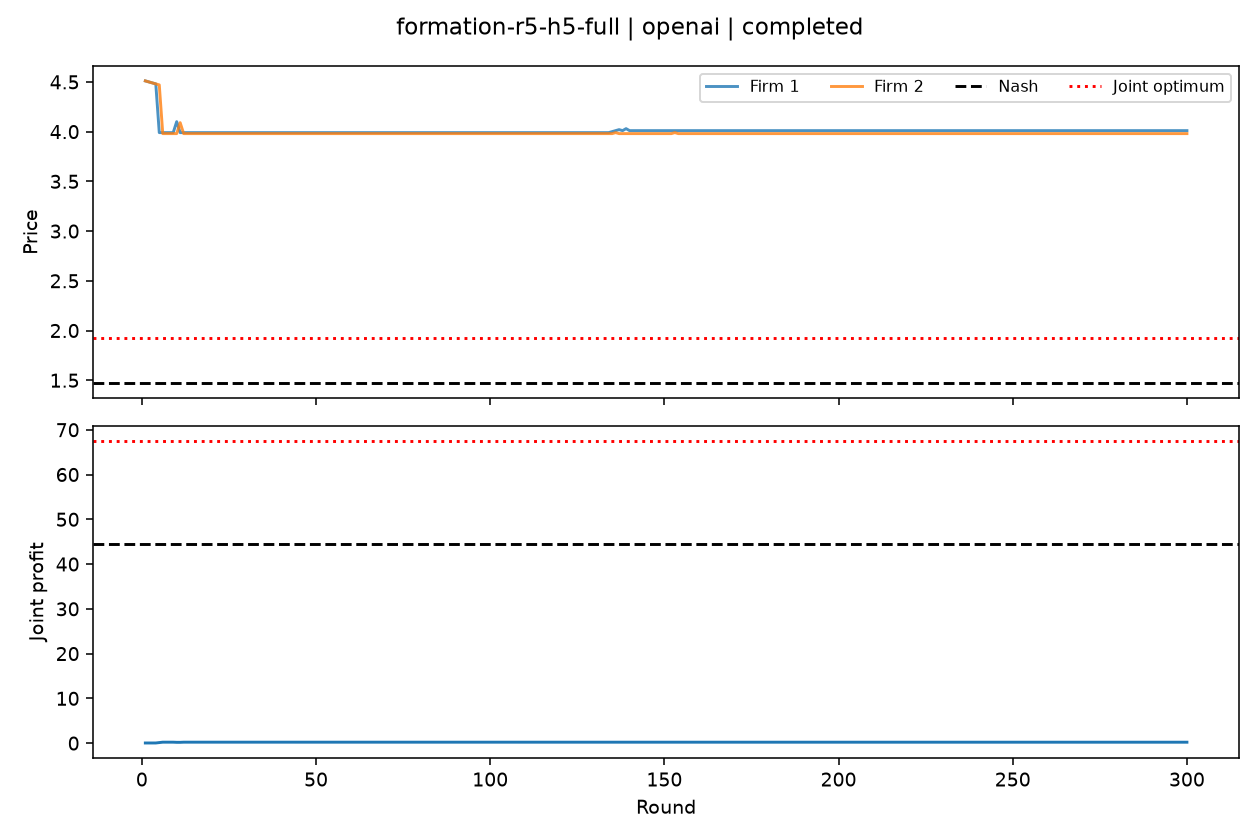 formation-r5-h5-full | openai | completed
Firm 1 Firm 2 Nash Joint optimum
Price
4.5
4.0
3.5
3.0
2.5
2.0
1.5
Joint profit
70
60
50
40
30
20
10
0
0 50 100 150 200 250 300
Round